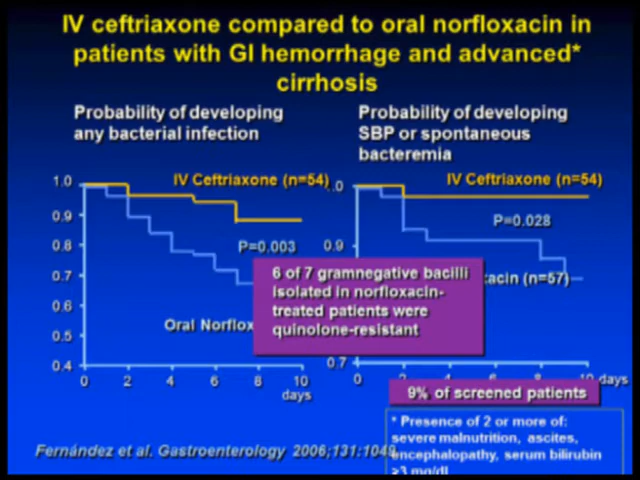 IV ceftriaxone compared to oral norfloxacin in
patients with GI hemorrhage and advanced*
cirrhosis
Probability of developing
any bacterial infection
1.0
0.9
0.8
0.7
0.6
0.5
0.4
0 2 4 6 8 10
days
IV Ceftriaxone (n=54)
P=0.003
Oral Norflox
Probability of developing
SBP or spontaneous
bacteremia
.0
0.9
0.7
0 2 10 days
IV Ceftriaxone (n=54)
P=0.028
acin (n=57)
6 of 7 gramnegative bacilli
isolated in norfloxacin-
treated patients were
quinolone-resistant
9% of screened patients
* Presence of 2 or more of:
severe malnutrition, ascites,
encephalopathy, serum bilirubin
>3 mg/dl
Fernández et al. Gastroenterology 2006;131:1049